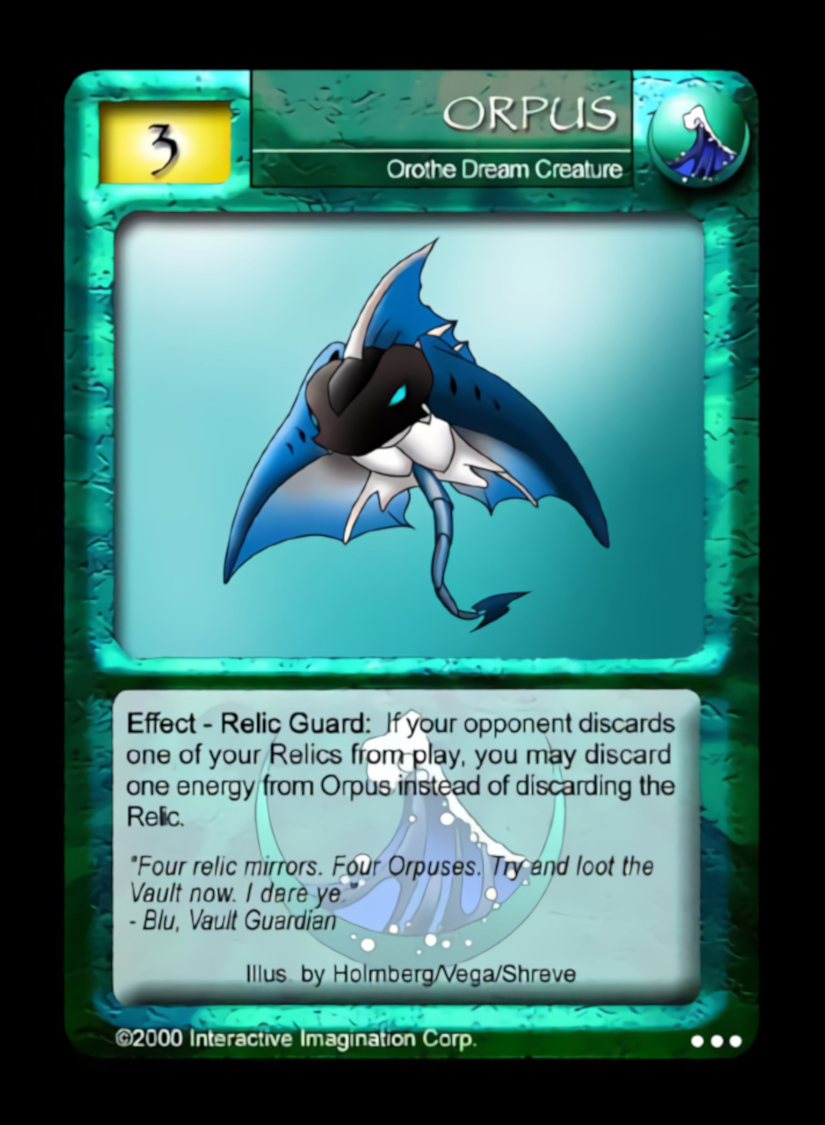 3
ORPUS
Orothe Dream Creature
Effect - Relic Guard: If your opponent discards
one of your Relics from play, you may discard
one energy from Orpus instead of discarding the
Relic.
"Four relic mirrors. Four Orpuses. Try and loot the
Vault now. I dare ye."
- Blu, Vault Guardian
Illus. by Holmberg/Vega/Shreve
©2000 Interactive Imagination Corp.